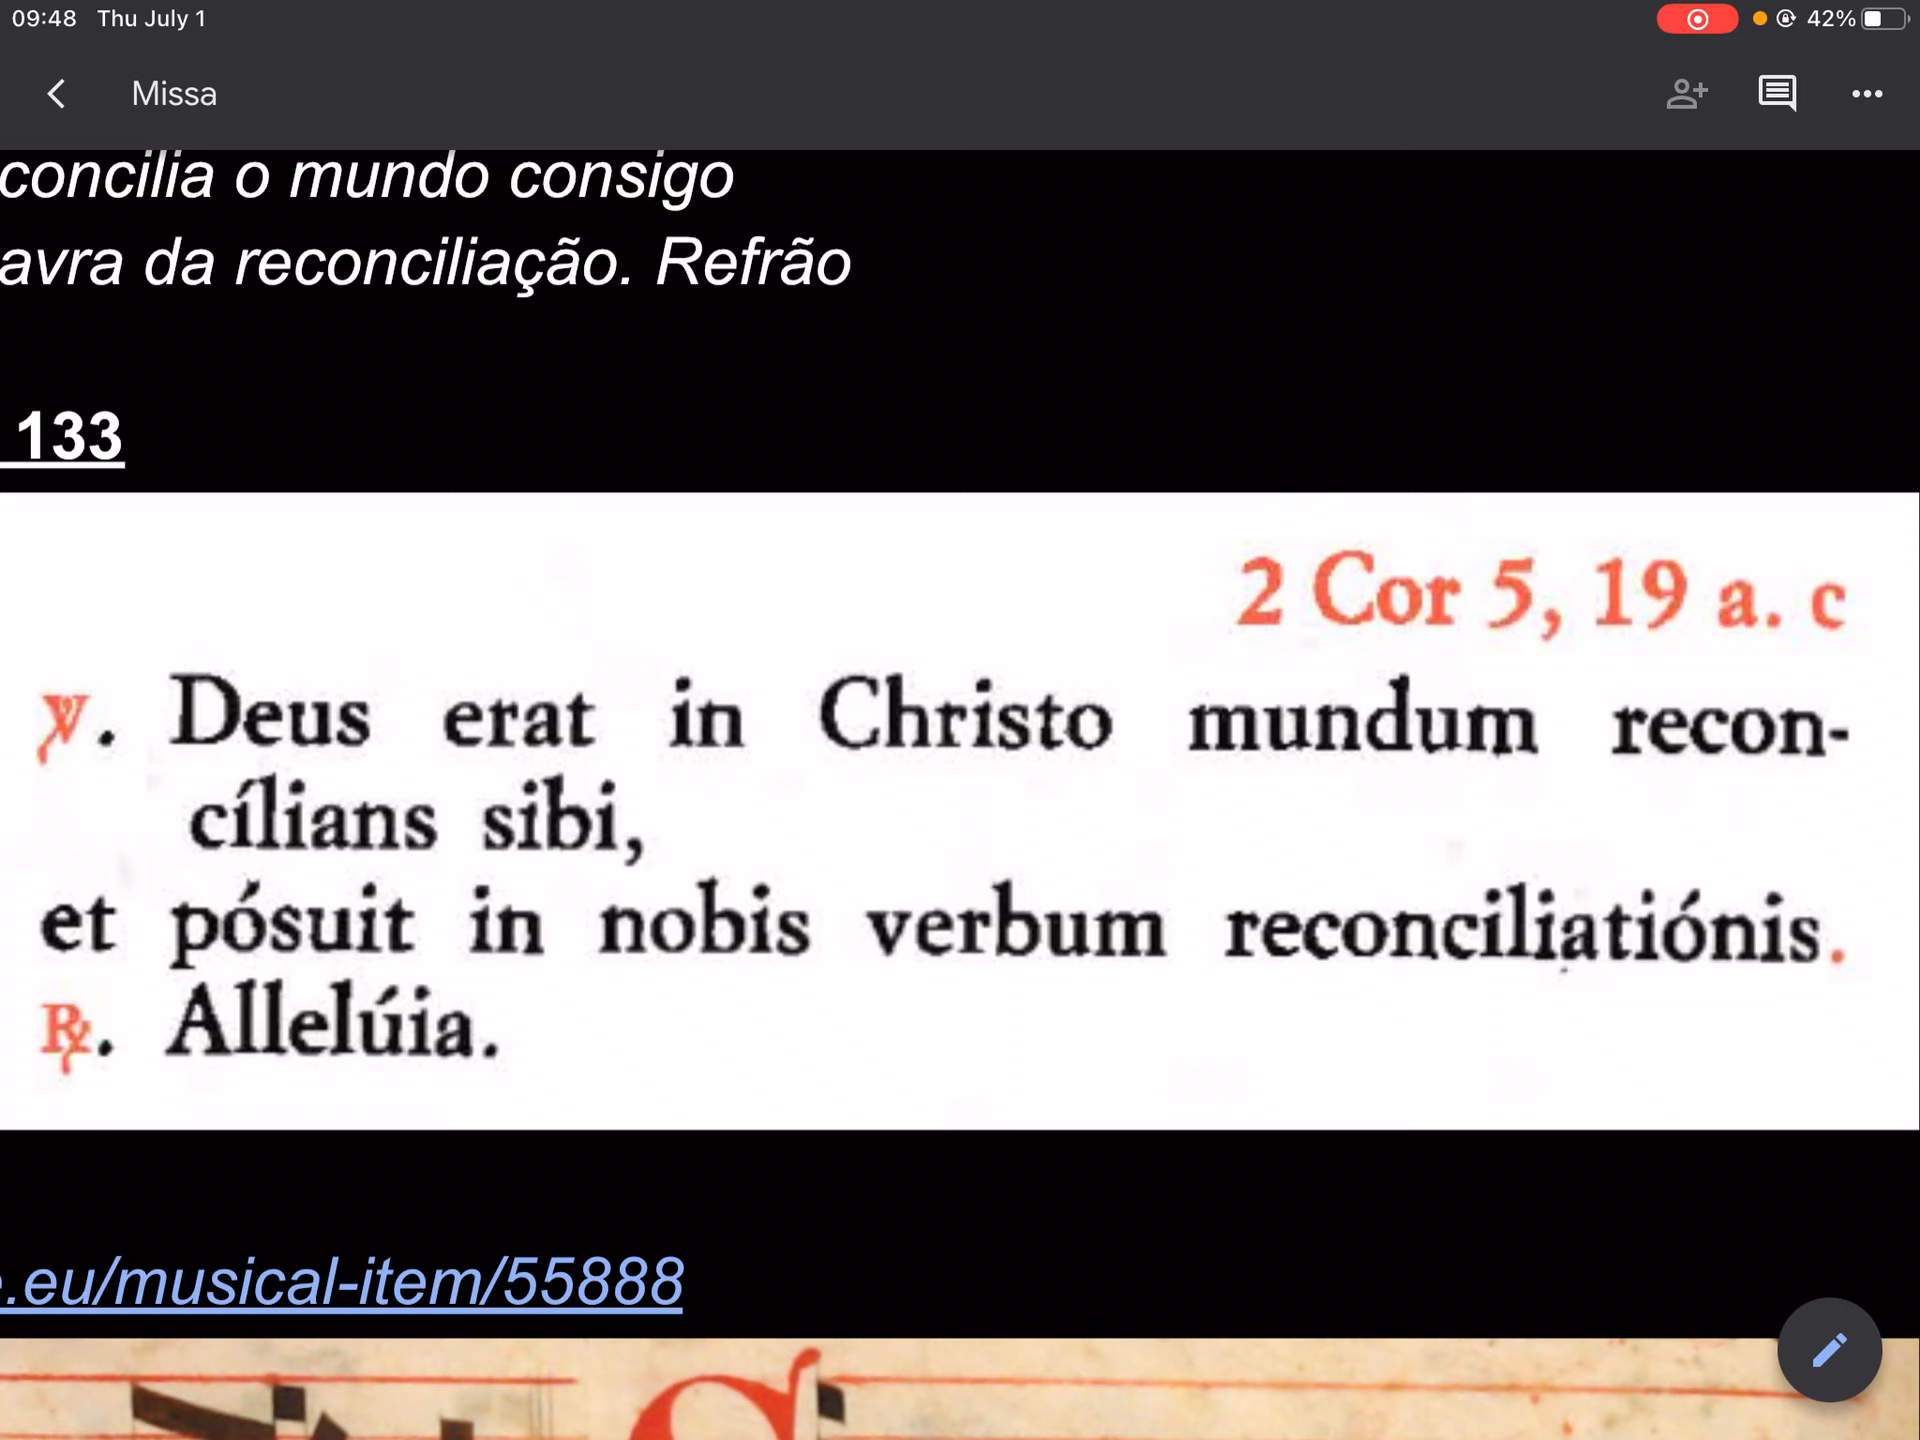 09:48 Thu July 1
42%
Missa
concilia o mundo consigo
avra da reconciliação. Refrão
133
2 Cor 5, 19 a. c
℣. Deus erat in Christo mundum recon-
cílians sibi,
et pósuit in nobis verbum reconciliatiónis.
℟. Allelúia.
.eu/musical-item/55888